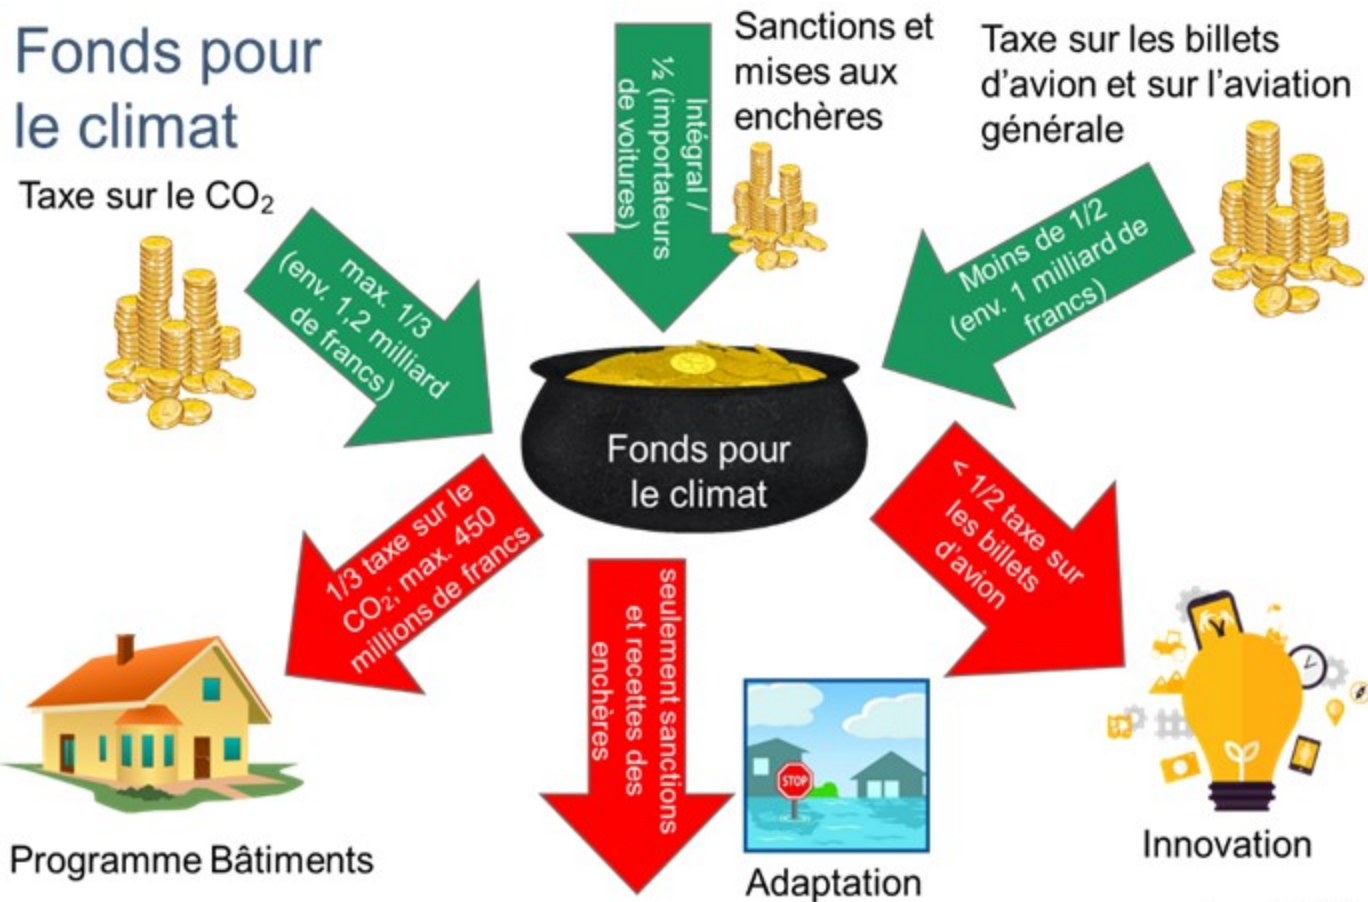 Fonds pour
le climat
Taxe sur le CO₂
max. 1/3
(env. 1,2 milliard
de francs)
Intégral /
½ (importateurs
de voitures)
Sanctions et
mises aux
enchères
Taxe sur les billets
d’avion et sur l’aviation
générale
Moins de 1/2
(env. 1 milliard de
francs)
Fonds pour
le climat
1/3 taxe sur le
CO₂; max. 450
millions de francs
seulement sanctions
et recettes des
enchères
< 1/2 taxe sur
les billets
d’avion
STOP
Programme Bâtiments
Adaptation
Innovation